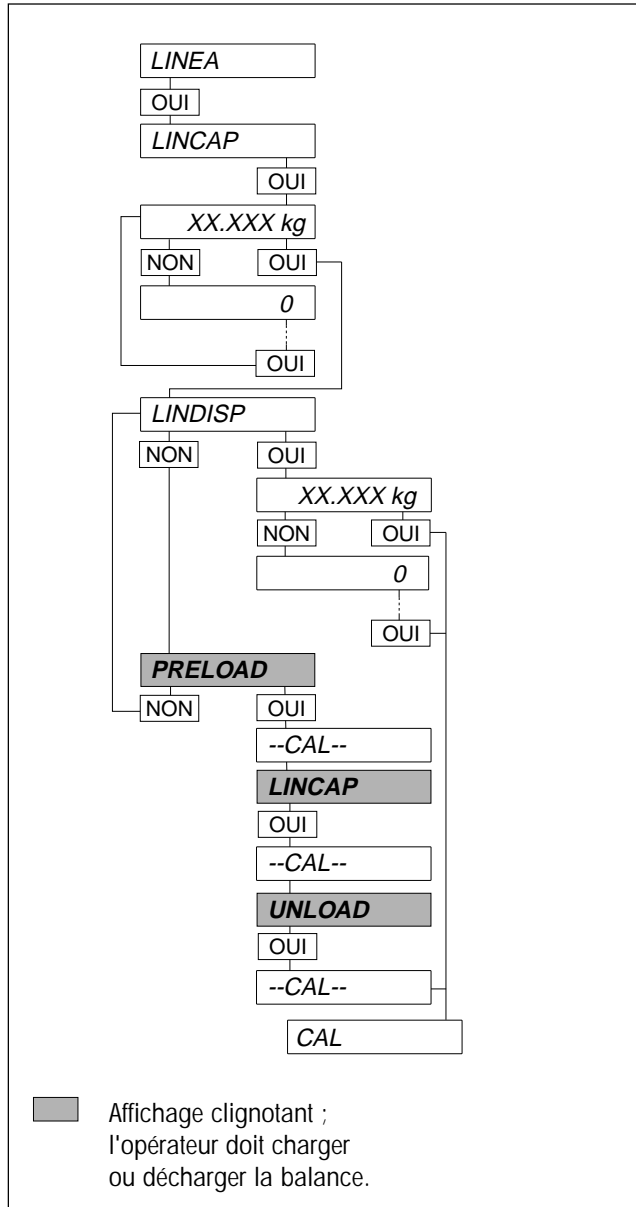 LINEA
OUI
LINCAP
OUI
XX.XXX kg
NON OUI
0
OUI
LINDISP
NON OUI
XX.XXX kg
NON OUI
0
OUI
PRELOAD
NON OUI
--CAL--
LINCAP
OUI
--CAL--
UNLOAD
OUI
--CAL--
CAL
Affichage clignotant ;
l'opérateur doit charger
ou décharger la balance.